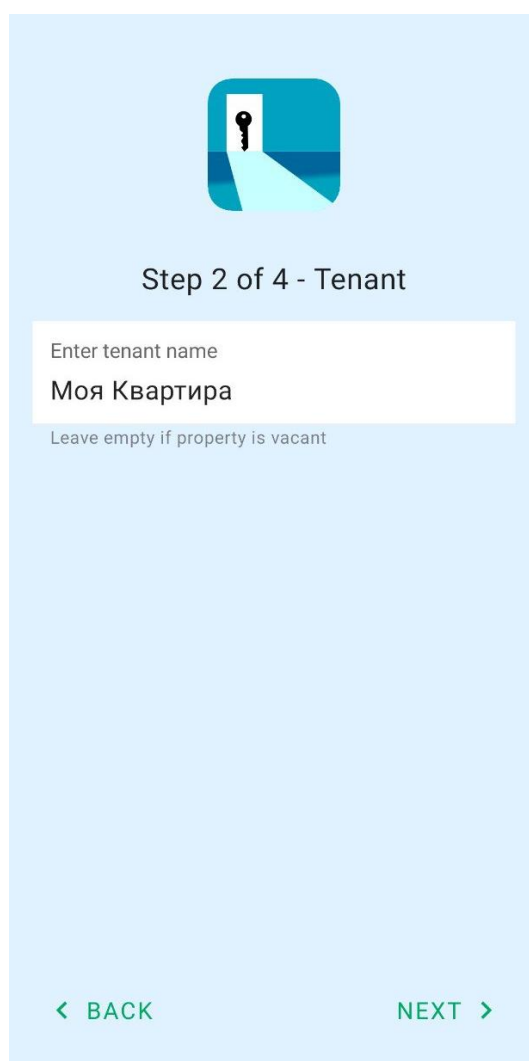 Step 2 of 4 - Tenant
Enter tenant name
Моя Квартира
Leave empty if property is vacant
BACK
NEXT